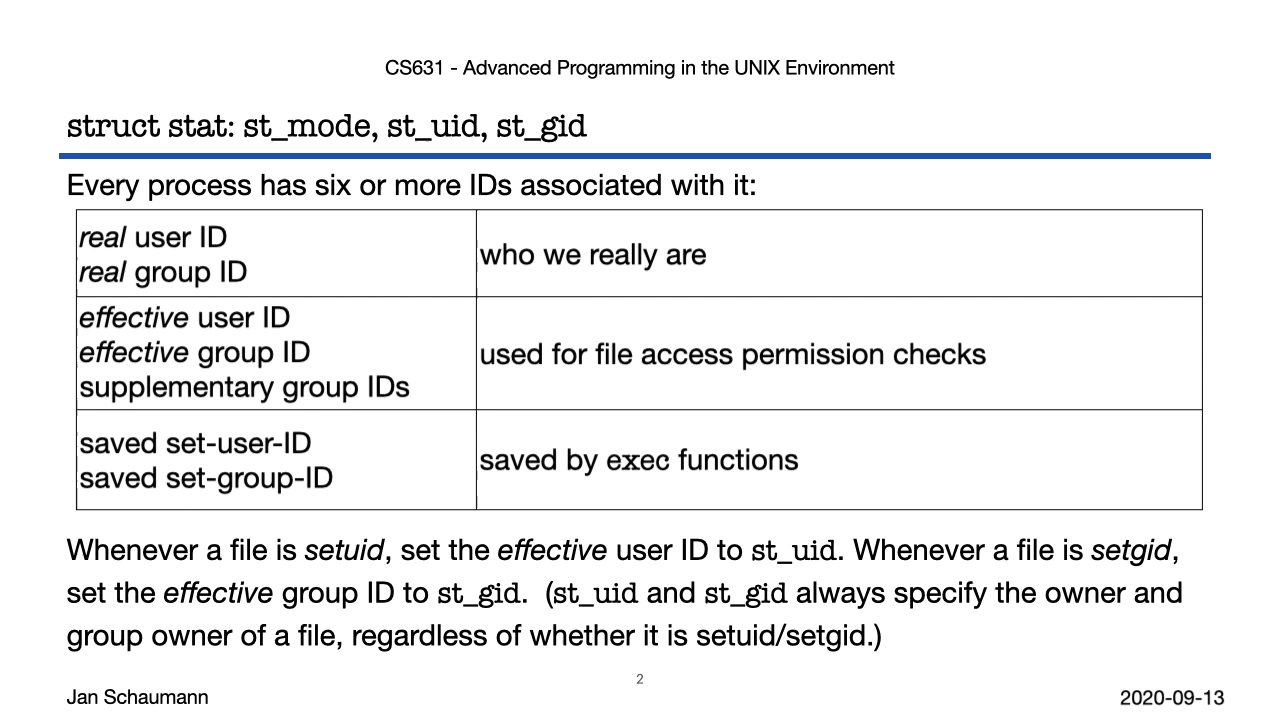 CS631 - Advanced Programming in the UNIX Environment
struct stat: st_mode, st_uid, st_gid
Every process has six or more IDs associated with it:
real user ID
real group ID
who we really are
effective user ID
effective group ID
supplementary group IDs
used for file access permission checks
saved set-user-ID
saved set-group-ID
saved by exec functions
Whenever a file is setuid, set the effective user ID to st_uid. Whenever a file is setgid,
set the effective group ID to st_gid.  (st_uid and st_gid always specify the owner and
group owner of a file, regardless of whether it is setuid/setgid.)
2
Jan Schaumann
2020-09-13